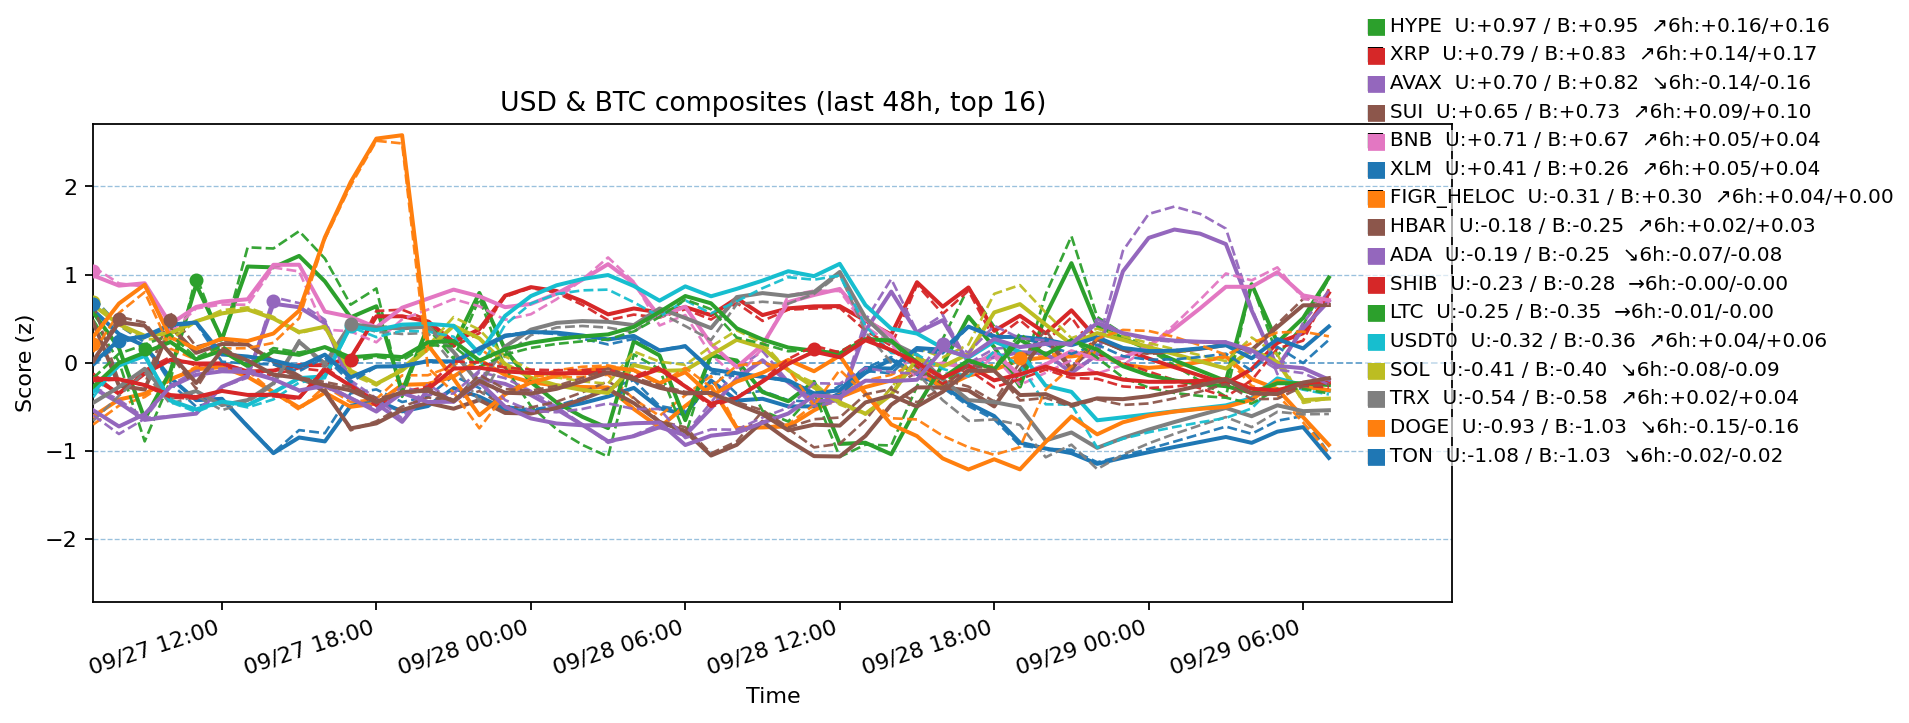 HYPE U:+0.97 / B:+0.95 ↗6h:+0.16/+0.16
XRP U:+0.79 / B:+0.83 ↗6h:+0.14/+0.17
AVAX U:+0.70 / B:+0.82 ↘6h:-0.14/-0.16
SUI U:+0.65 / B:+0.73 ↗6h:+0.09/+0.10
BNB U:+0.71 / B:+0.67 ↗6h:+0.05/+0.04
XLM U:+0.41 / B:+0.26 ↗6h:+0.05/+0.04
FIGR_HELOC U:-0.31 / B:+0.30 ↗6h:+0.04/+0.00
HBAR U:-0.18 / B:-0.25 ↗6h:+0.02/+0.03
ADA U:-0.19 / B:-0.25 ↘6h:-0.07/-0.08
SHIB U:-0.23 / B:-0.28 →6h:-0.00/-0.00
LTC U:-0.25 / B:-0.35 →6h:-0.01/-0.00
USDT0 U:-0.32 / B:-0.36 ↗6h:+0.04/+0.06
SOL U:-0.41 / B:-0.40 ↘6h:-0.08/-0.09
TRX U:-0.54 / B:-0.58 ↗6h:+0.02/+0.04
DOGE U:-0.93 / B:-1.03 ↘6h:-0.15/-0.16
TON U:-1.08 / B:-1.03 ↘6h:-0.02/-0.02
USD & BTC composites (last 48h, top 16)
Score (z)
2
1
0
−1
−2
09/27 12:00
09/27 18:00
09/28 00:00
09/28 06:00
09/28 12:00
09/28 18:00
09/29 00:00
09/29 06:00
Time